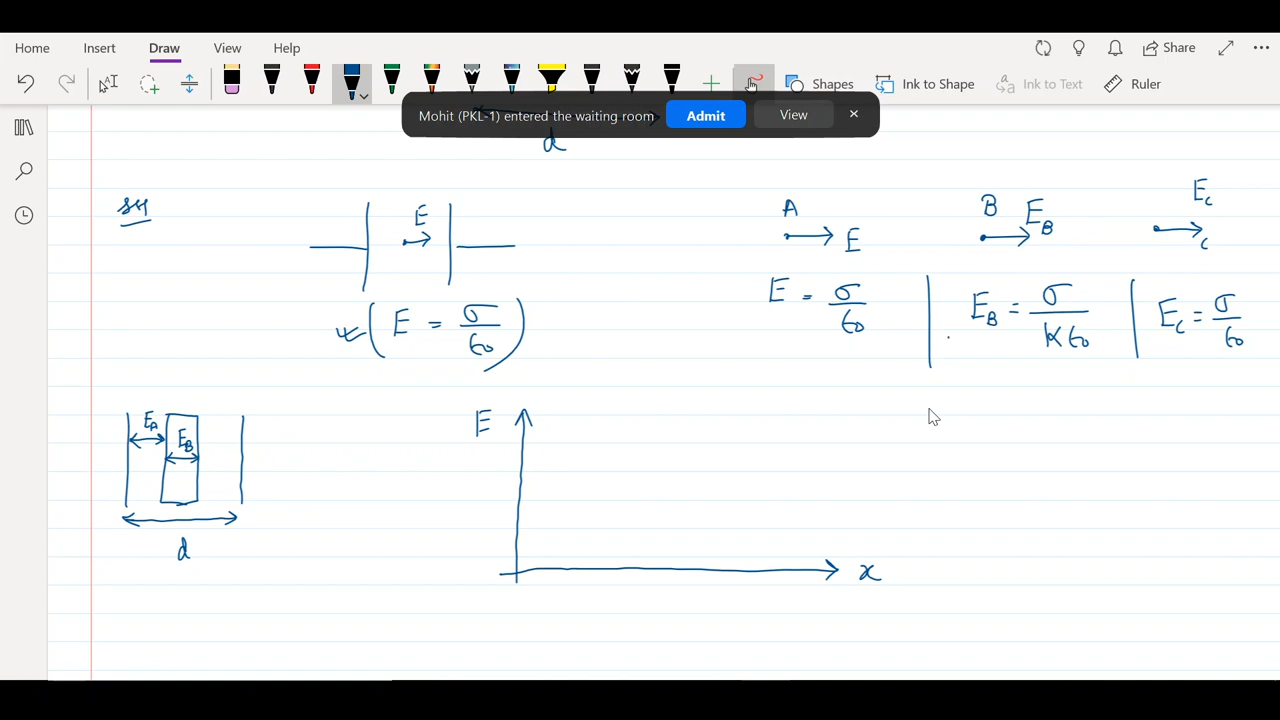 Home Insert Draw View Help Share
Shapes Ink to Shape Ink to Text Ruler
Mohit (PKL-1) entered the waiting room Admit View
d
E
A E
B E_B
E_C
C
E = σ/ε0
E = σ/ε0
E_B = σ/Kε0
E_C = σ/ε0
E_A
E_B
d
E
x